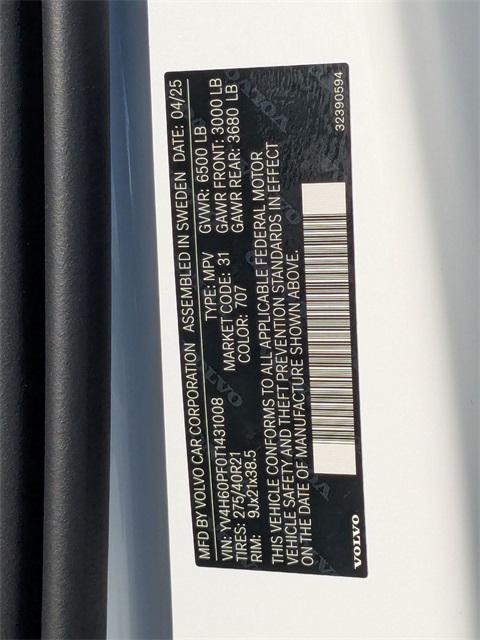 MFD BY VOLVO CAR CORPORATION ASSEMBLED IN SWEDEN DATE: 04/25
VIN: YV4H60PF0T1431008 TYPE: MPV GVWR: 6500 LB
TIRES: 275/40R21 MARKET CODE: 31 GAWR FRONT: 3000 LB
RIM: 9Jx21x38.5 COLOR: 707 GAWR REAR: 3680 LB
THIS VEHICLE CONFORMS TO ALL APPLICABLE FEDERAL MOTOR
VEHICLE SAFETY AND THEFT PREVENTION STANDARDS IN EFFECT
ON THE DATE OF MANUFACTURE SHOWN ABOVE.
VOLVO 32390594